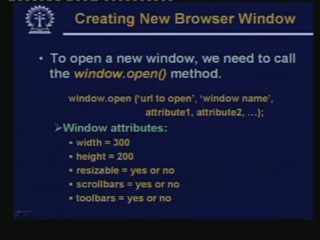 Creating New Browser Window
• To open a new window, we need to call
the window.open() method.
window.open ('url to open', 'window name',
attribute1, attribute2, …);
➢Window attributes:
▪ width = 300
▪ height = 200
▪ resizable = yes or no
▪ scrollbars = yes or no
▪ toolbars = yes or no